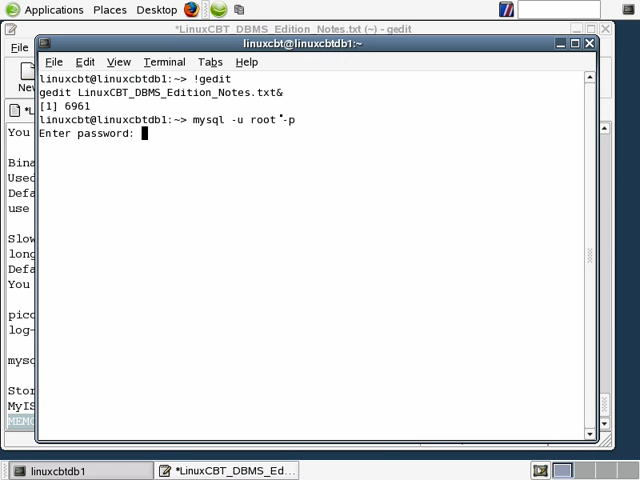 Applications Places Desktop
*LinuxCBT_DBMS_Edition_Notes.txt (~) - gedit
linuxcbt@linuxcbtdb1:~
File
File Edit View Terminal Tabs Help
linuxcbt@linuxcbtdb1:~> !gedit
gedit LinuxCBT_DBMS_Edition_Notes.txt&
[1] 6961
linuxcbt@linuxcbtdb1:~> mysql -u root -p
Enter password:
You
Bina
Used
Defa
use
Slow
long
Defa
You
pico
log-
Stor
MyIS
MEMO
linuxcbtdb1
*LinuxCBT_DBMS_Ed...